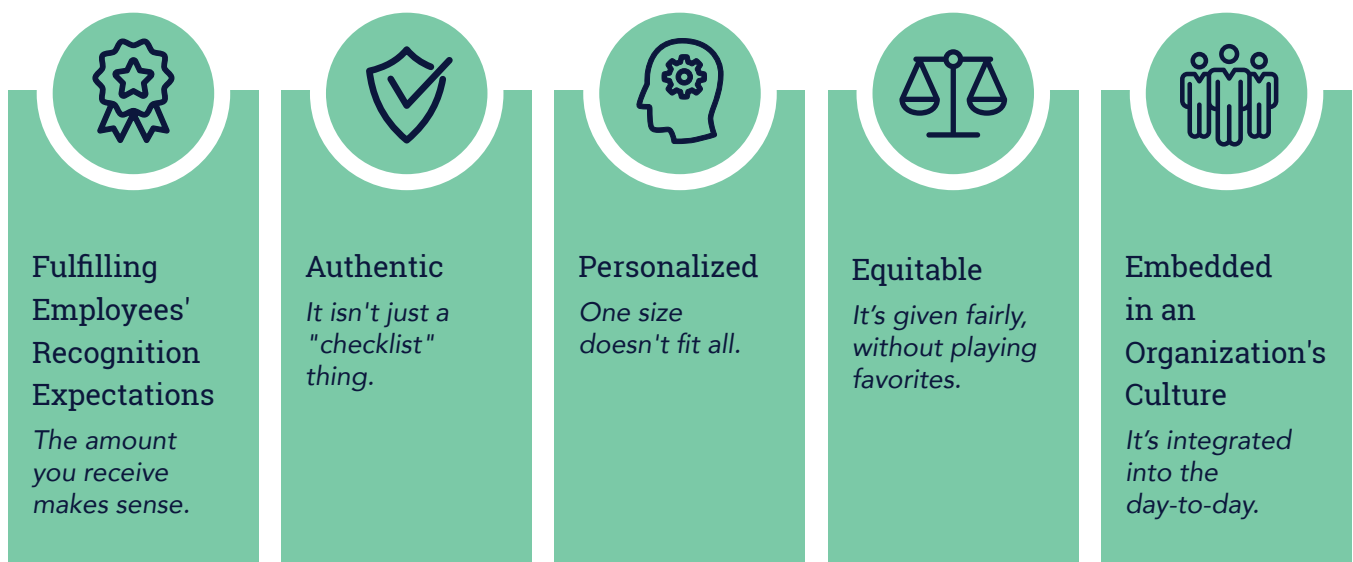 Fulfilling
Employees'
Recognition
Expectations
The amount
you receive
makes sense.
Authentic
It isn't just a
"checklist"
thing.
Personalized
One size
doesn't fit all.
Equitable
It’s given fairly,
without playing
favorites.
Embedded
in an
Organization's
Culture
It’s integrated
into the
day-to-day.